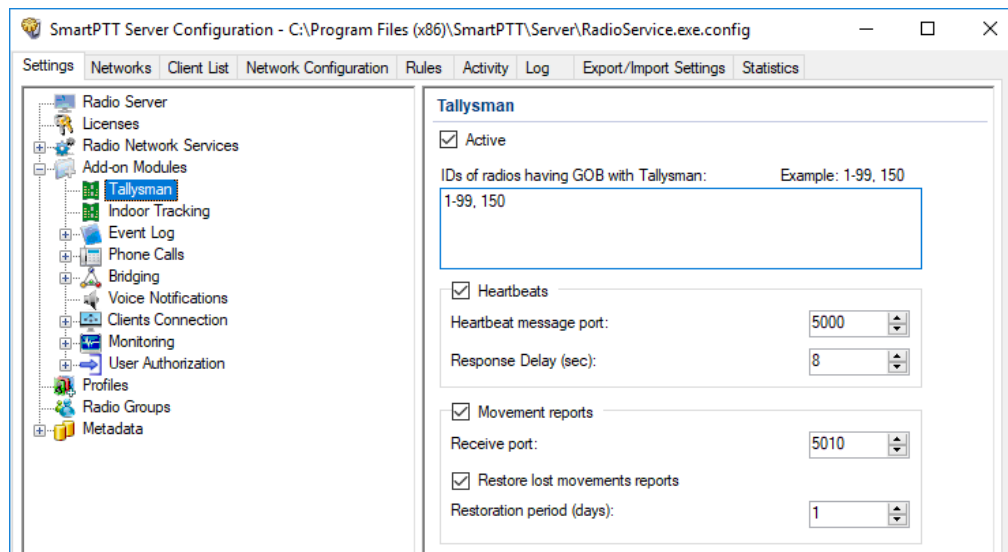 SmartPTT Server Configuration - C:\Program Files (x86)\SmartPTT\Server\RadioService.exe.config
Settings Networks Client List Network Configuration Rules Activity Log Export/Import Settings Statistics
Radio Server
Licenses
Radio Network Services
Add-on Modules
Tallysman
Indoor Tracking
Event Log
Phone Calls
Bridging
Voice Notifications
Clients Connection
Monitoring
User Authorization
Profiles
Radio Groups
Metadata
Tallysman
Active
IDs of radios having GOB with Tallysman: Example: 1-99, 150
1-99, 150
Heartbeats
Heartbeat message port: 5000
Response Delay (sec): 8
Movement reports
Receive port: 5010
Restore lost movements reports
Restoration period (days): 1